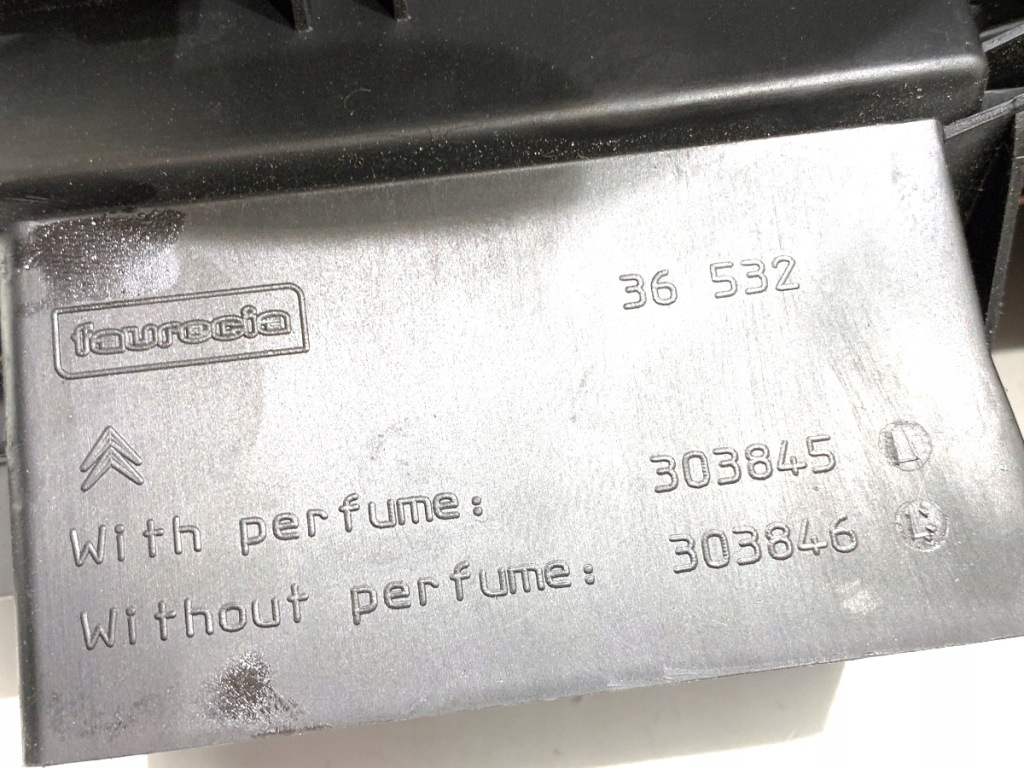 faurecia
36 532
With perfume: 303845
Without perfume: 303846